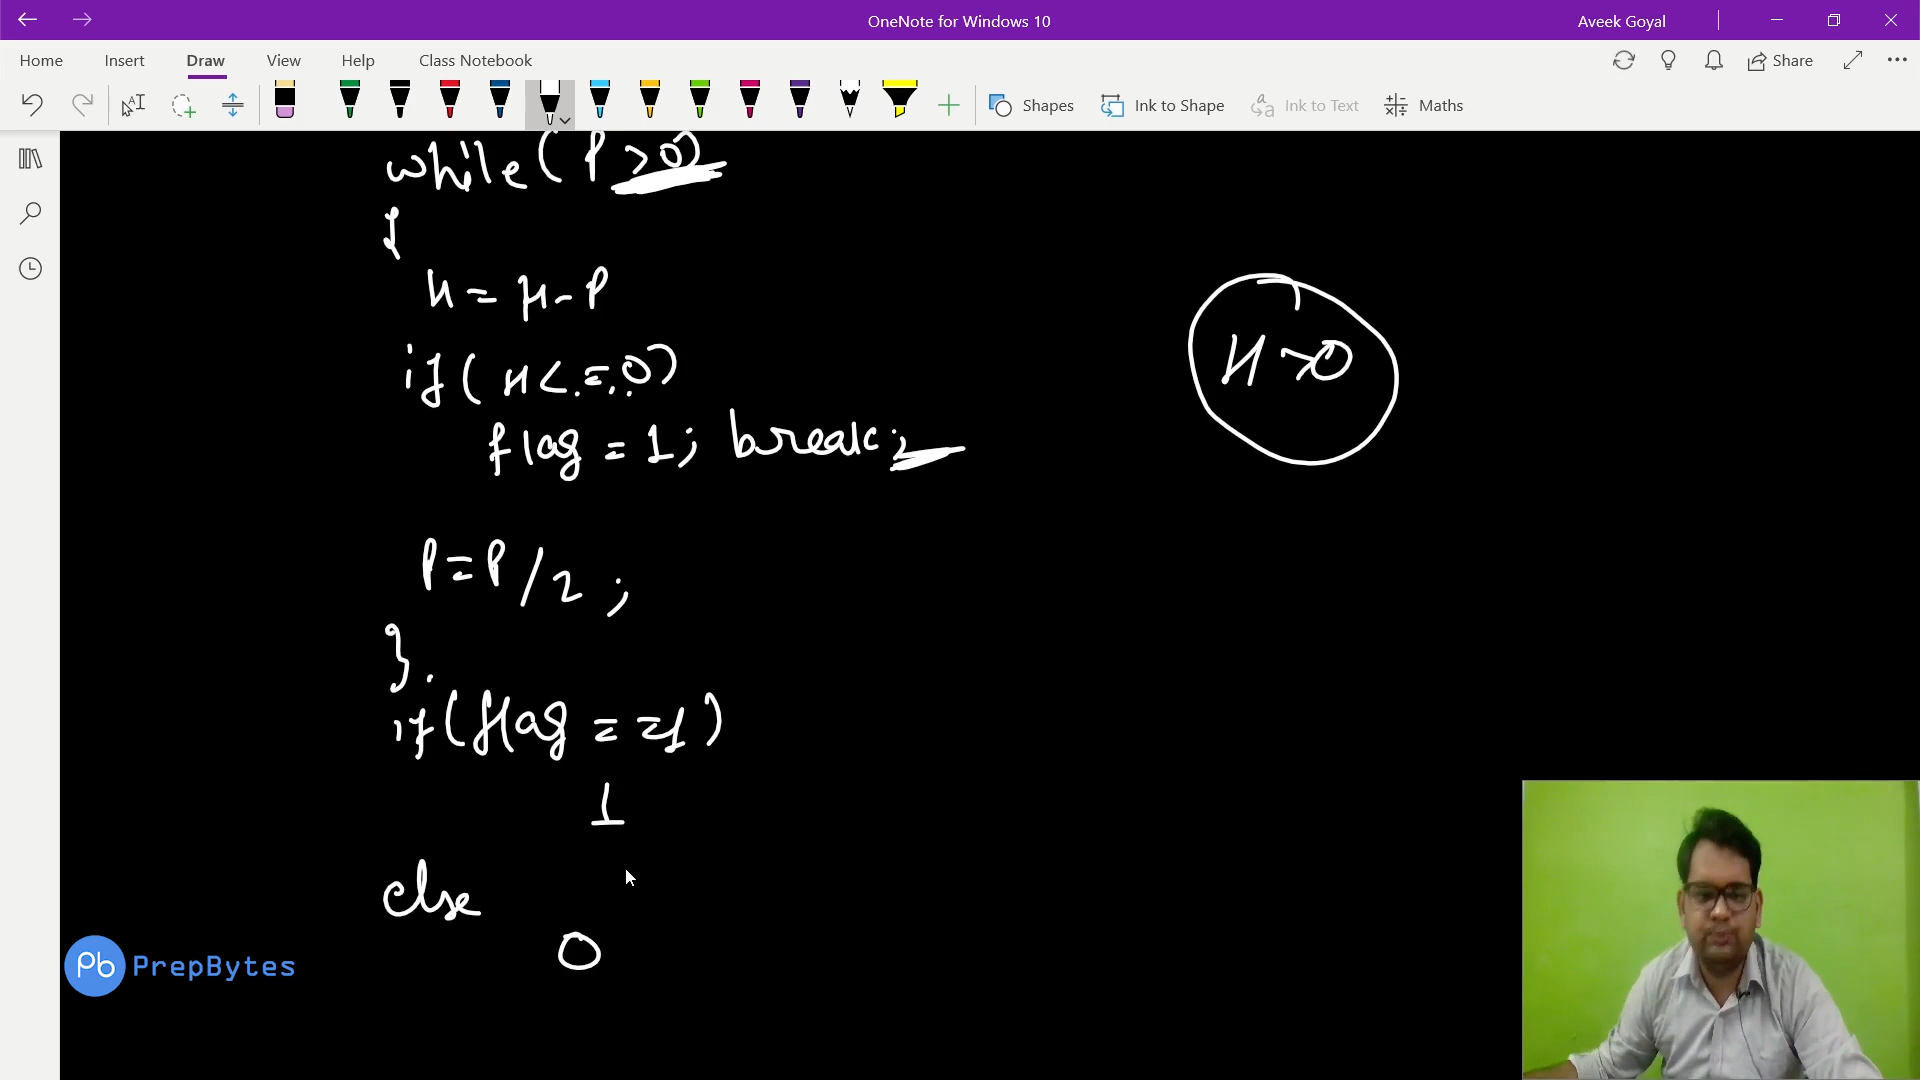 OneNote for Windows 10
Aveek Goyal
Home Insert Draw View Help Class Notebook
Share
Shapes Ink to Shape Ink to Text Maths
while(P>0)
{
H = H-P
if( H<=0)
flag = 1; break;
P=P/2;
}
if(flag ==1)
1
else
0
H>0
Pb PrepBytes